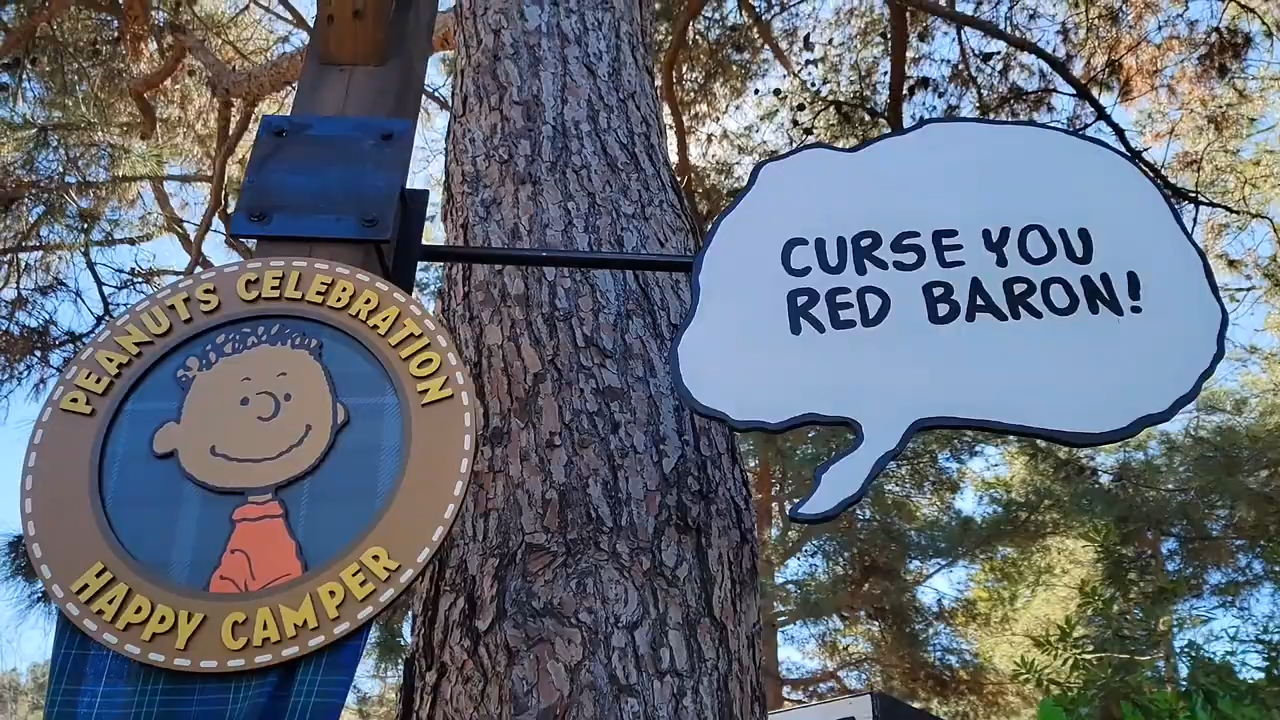 PEANUTS CELEBRATION
HAPPY CAMPER
CURSE YOU
RED BARON!